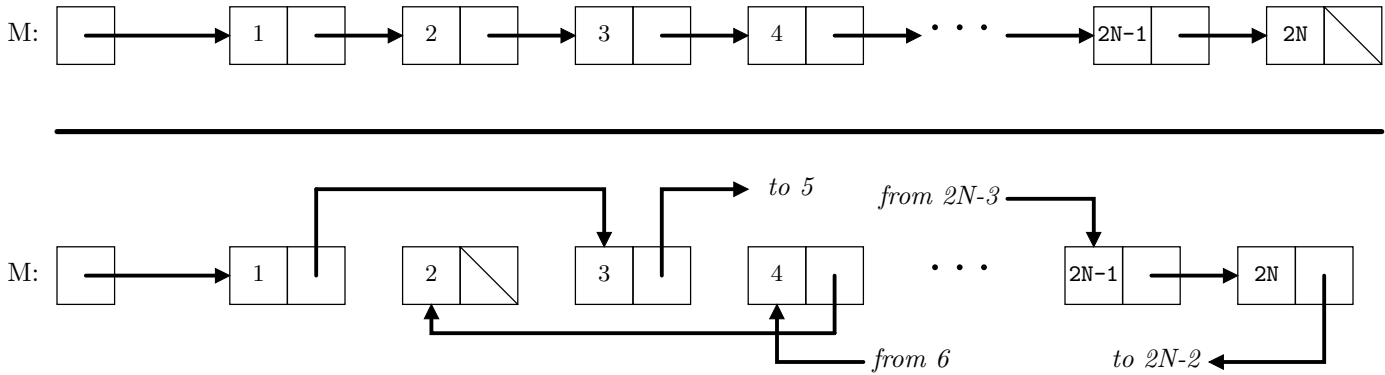 M: 1 2 3 4 · · · 2N-1 2N
to 5 from 2N-3
M: 1 2 3 4 · · · 2N-1 2N
from 6 to 2N-2